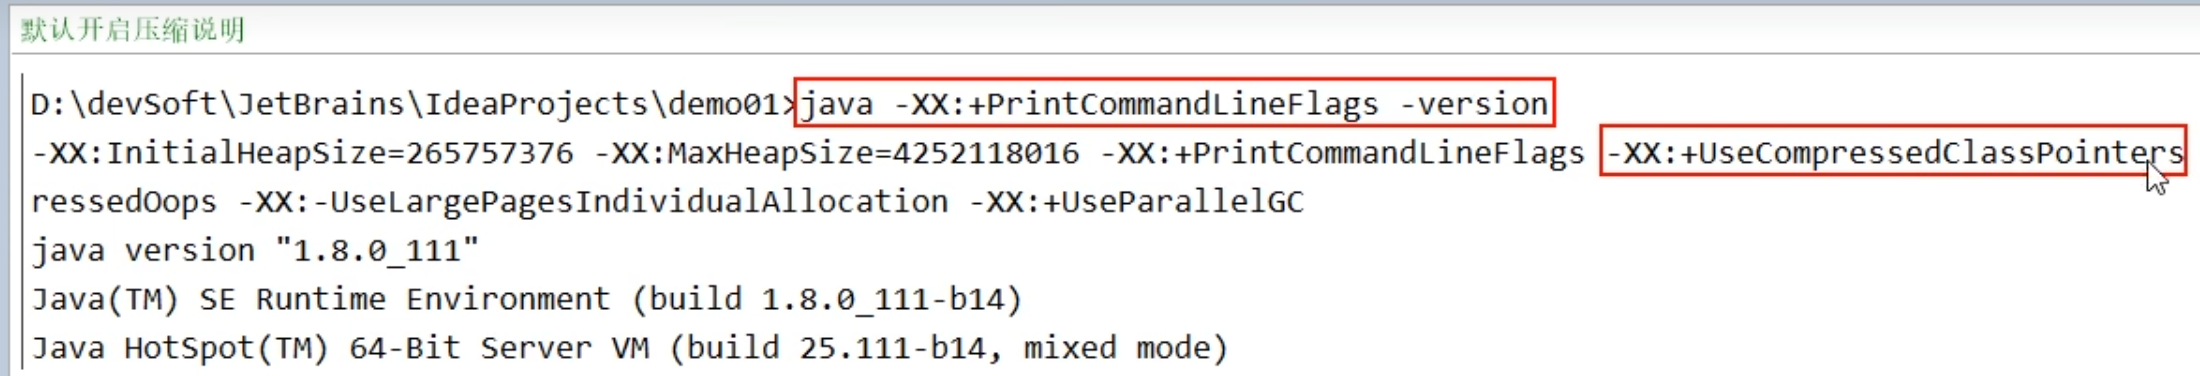 默认开启压缩说明
D:\devSoft\JetBrains\IdeaProjects\demo01>java -XX:+PrintCommandLineFlags -version
-XX:InitialHeapSize=265757376 -XX:MaxHeapSize=4252118016 -XX:+PrintCommandLineFlags -XX:+UseCompressedClassPointers
ressedOops -XX:-UseLargePagesIndividualAllocation -XX:+UseParallelGC
java version "1.8.0_111"
Java(TM) SE Runtime Environment (build 1.8.0_111-b14)
Java HotSpot(TM) 64-Bit Server VM (build 25.111-b14, mixed mode)